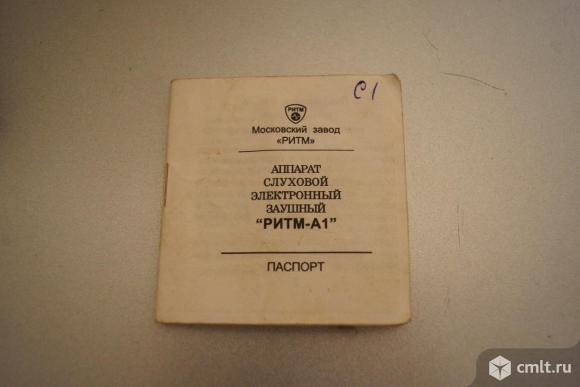 С1
РИТМ
Московский завод
«РИТМ»
АППАРАТ
СЛУХОВОЙ
ЭЛЕКТРОННЫЙ
ЗАУШНЫЙ
"РИТМ-А1"
ПАСПОРТ
cmlt.ru